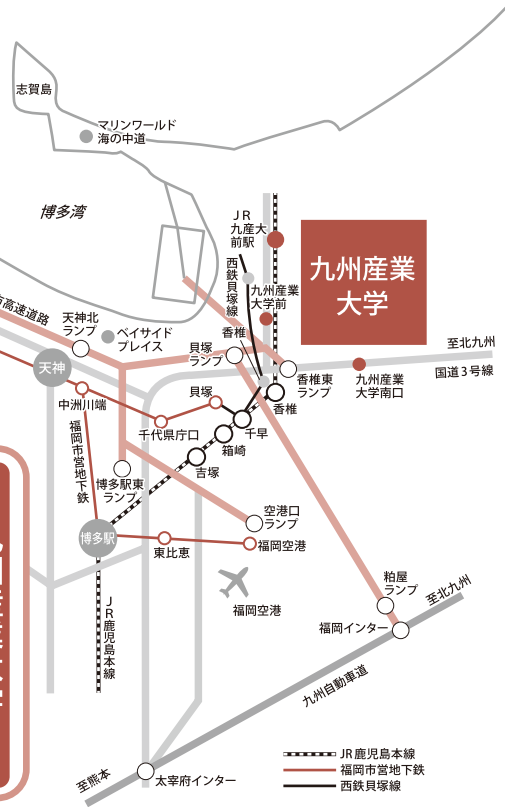 志賀島
マリンワールド
海の中道
博多湾
JR
九産大
前駅
九州産業
大学
西鉄貝塚線
九州産業
大学前
市高速道路
天神北
ランプ
ベイサイド
プレイス
香椎
貝塚
ランプ
至北九州
国道3号線
天神
香椎東
ランプ
九州産業
大学南口
中洲川端
貝塚
香椎
千代県庁口
千早
箱崎
吉塚
福岡市営地下鉄
博多駅東
ランプ
空港口
ランプ
博多駅
東比恵
福岡空港
福岡空港
JR鹿児島本線
粕屋
ランプ
至北九州
福岡インター
九州自動車道
至熊本
太宰府インター
JR鹿児島本線
福岡市営地下鉄
西鉄貝塚線